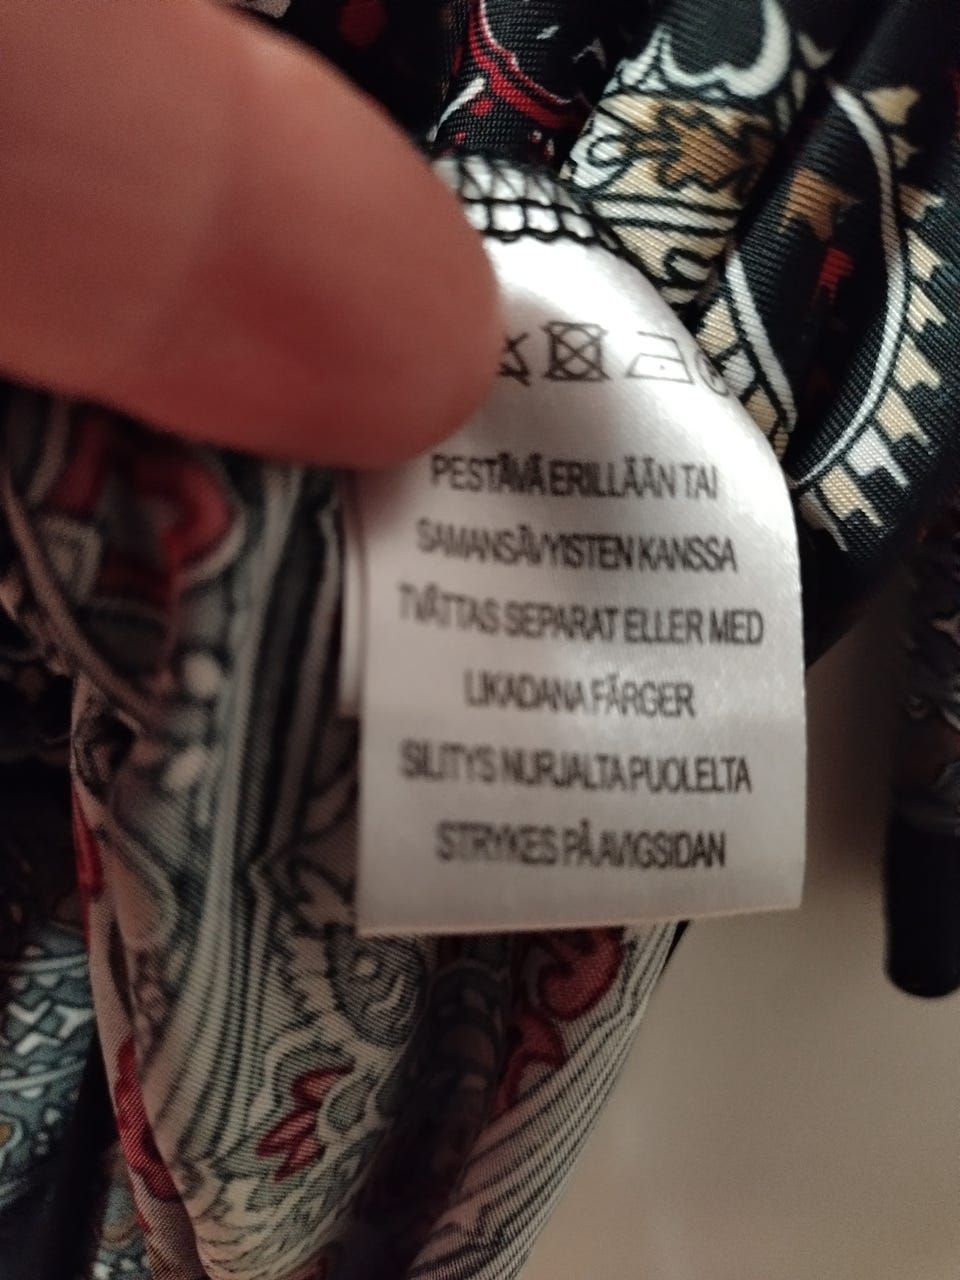 PESTÄVÄ ERILLÄÄN TAI
SAMANSÄVYISTEN KANSSA
TVÄTTAS SEPARAT ELLER MED
LIKADANA FÄRGER
SILITYS NURJALTA PUOLELTA
STRYKES PÅ AVIGSIDAN